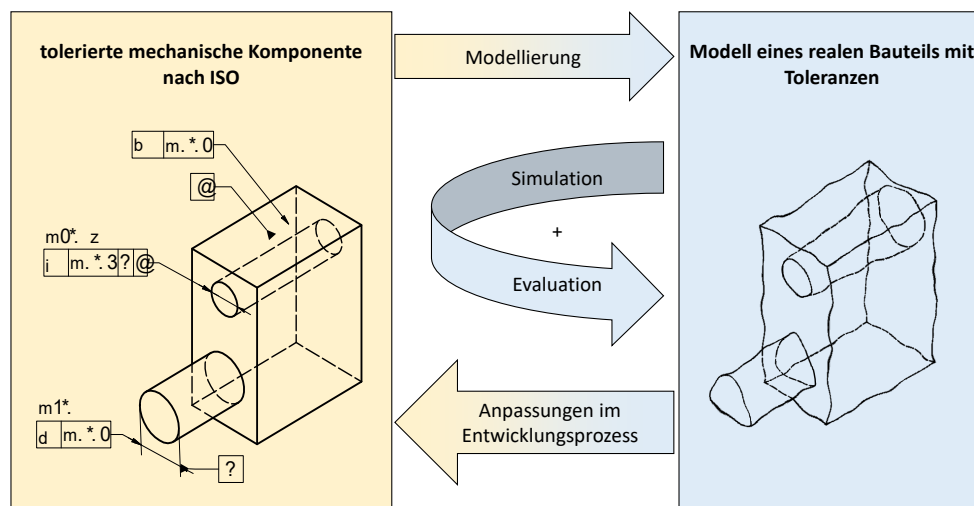 tolerierte mechanische Komponente
nach ISO
Modellierung
Modell eines realen Bauteils mit
Toleranzen
b m.*.0
@
m0*. z
i m.*.3 ? @
m1*.
d m.*.0
?
Simulation
+
Evaluation
Anpassungen im
Entwicklungsprozess